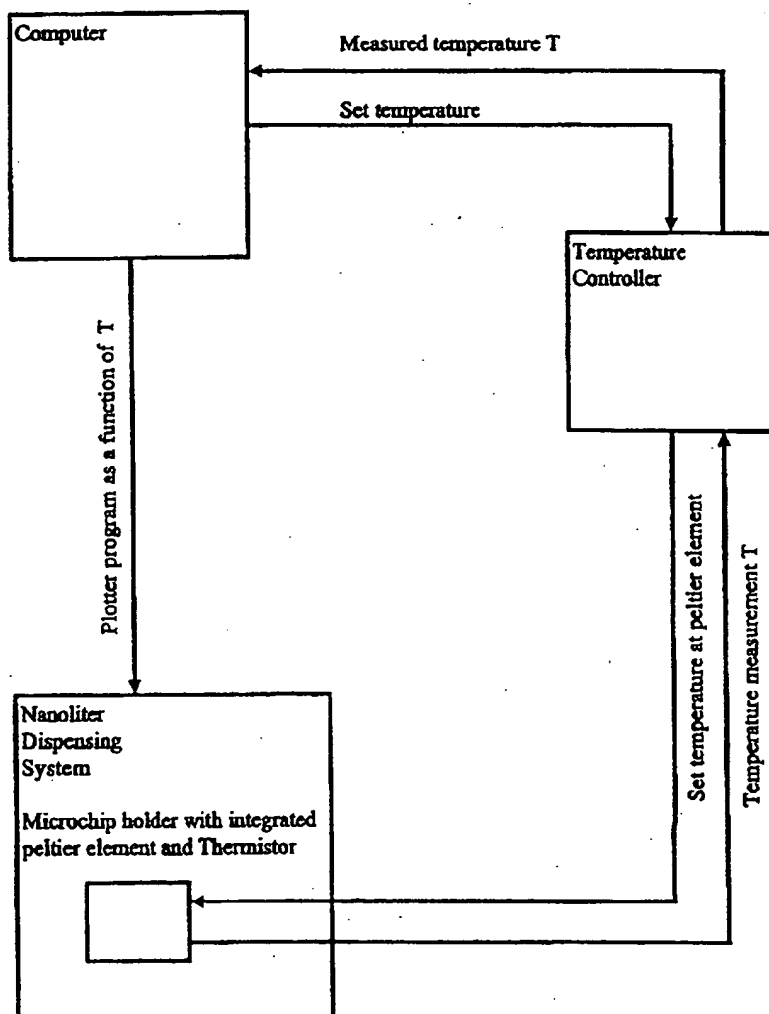 Computer
Measured temperature T
Set temperature
Temperature
Controller
Plotter program as a function of T
Set temperature at peltier element
Temperature measurement T
Nanoliter
Dispensing
System
Microchip holder with integrated
peltier element and Thermistor